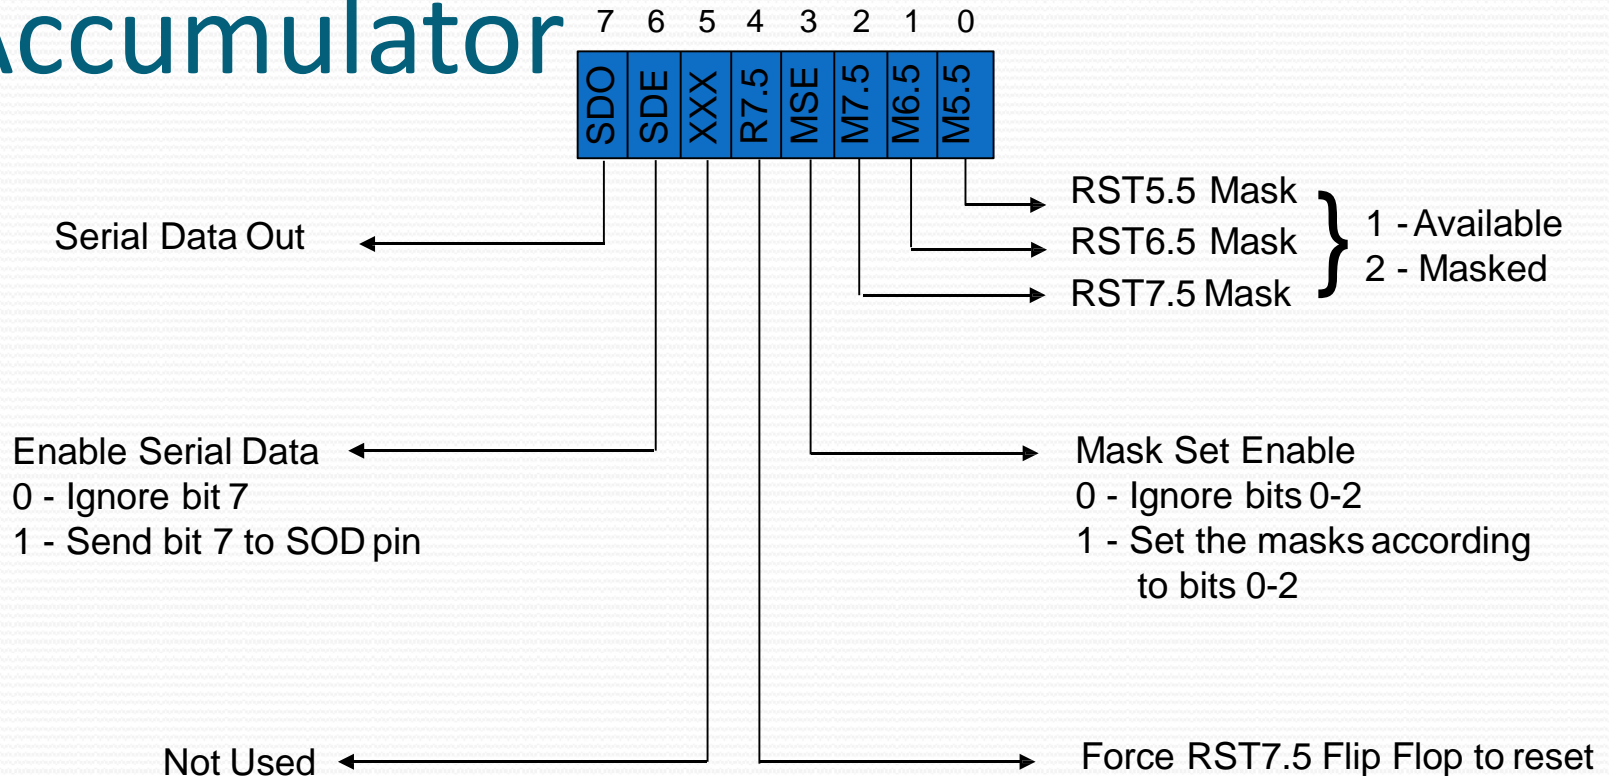 Accumulator
7 6 5 4 3 2 1 0
SDO SDE XXX R7.5 MSE M7.5 M6.5 M5.5
Serial Data Out
RST5.5 Mask
RST6.5 Mask
RST7.5 Mask
1 - Available
2 - Masked
Enable Serial Data
0 - Ignore bit 7
1 - Send bit 7 to SOD pin
Mask Set Enable
0 - Ignore bits 0-2
1 - Set the masks according
to bits 0-2
Not Used
Force RST7.5 Flip Flop to reset